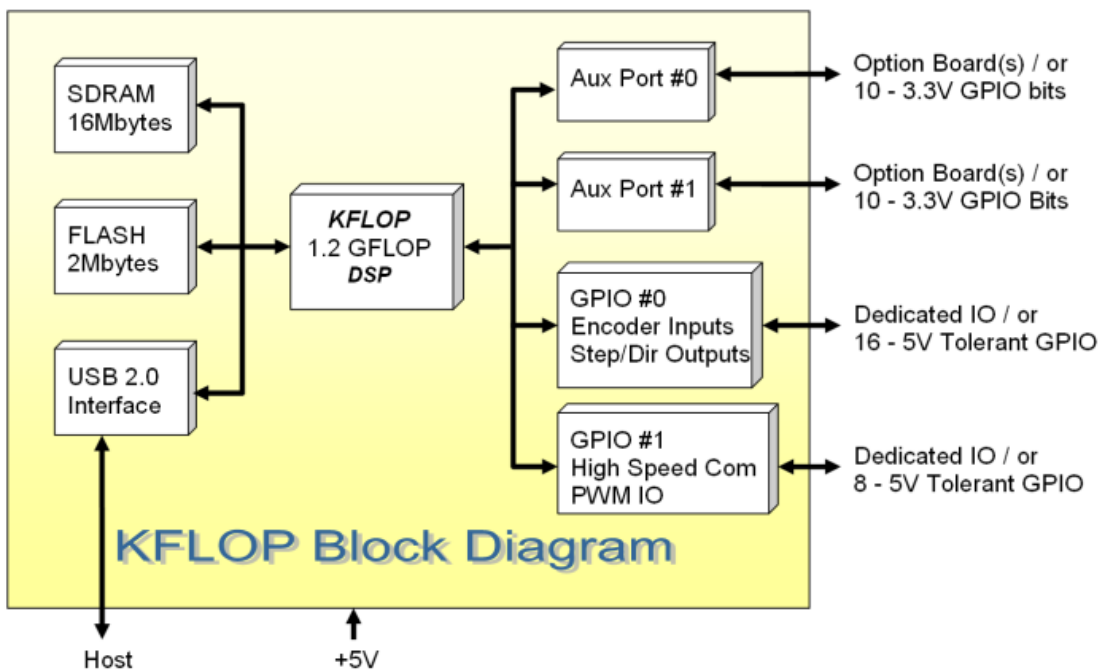 SDRAM
16Mbytes
FLASH
2Mbytes
USB 2.0
Interface
KFLOP
1.2 GFLOP
DSP
Aux Port #0
Aux Port #1
GPIO #0
Encoder Inputs
Step/Dir Outputs
GPIO #1
High Speed Com
PWM IO
Option Board(s) / or
10 - 3.3V GPIO bits
Option Board(s) / or
10 - 3.3V GPIO Bits
Dedicated IO / or
16 - 5V Tolerant GPIO
Dedicated IO / or
8 - 5V Tolerant GPIO
KFLOP Block Diagram
Host
+5V